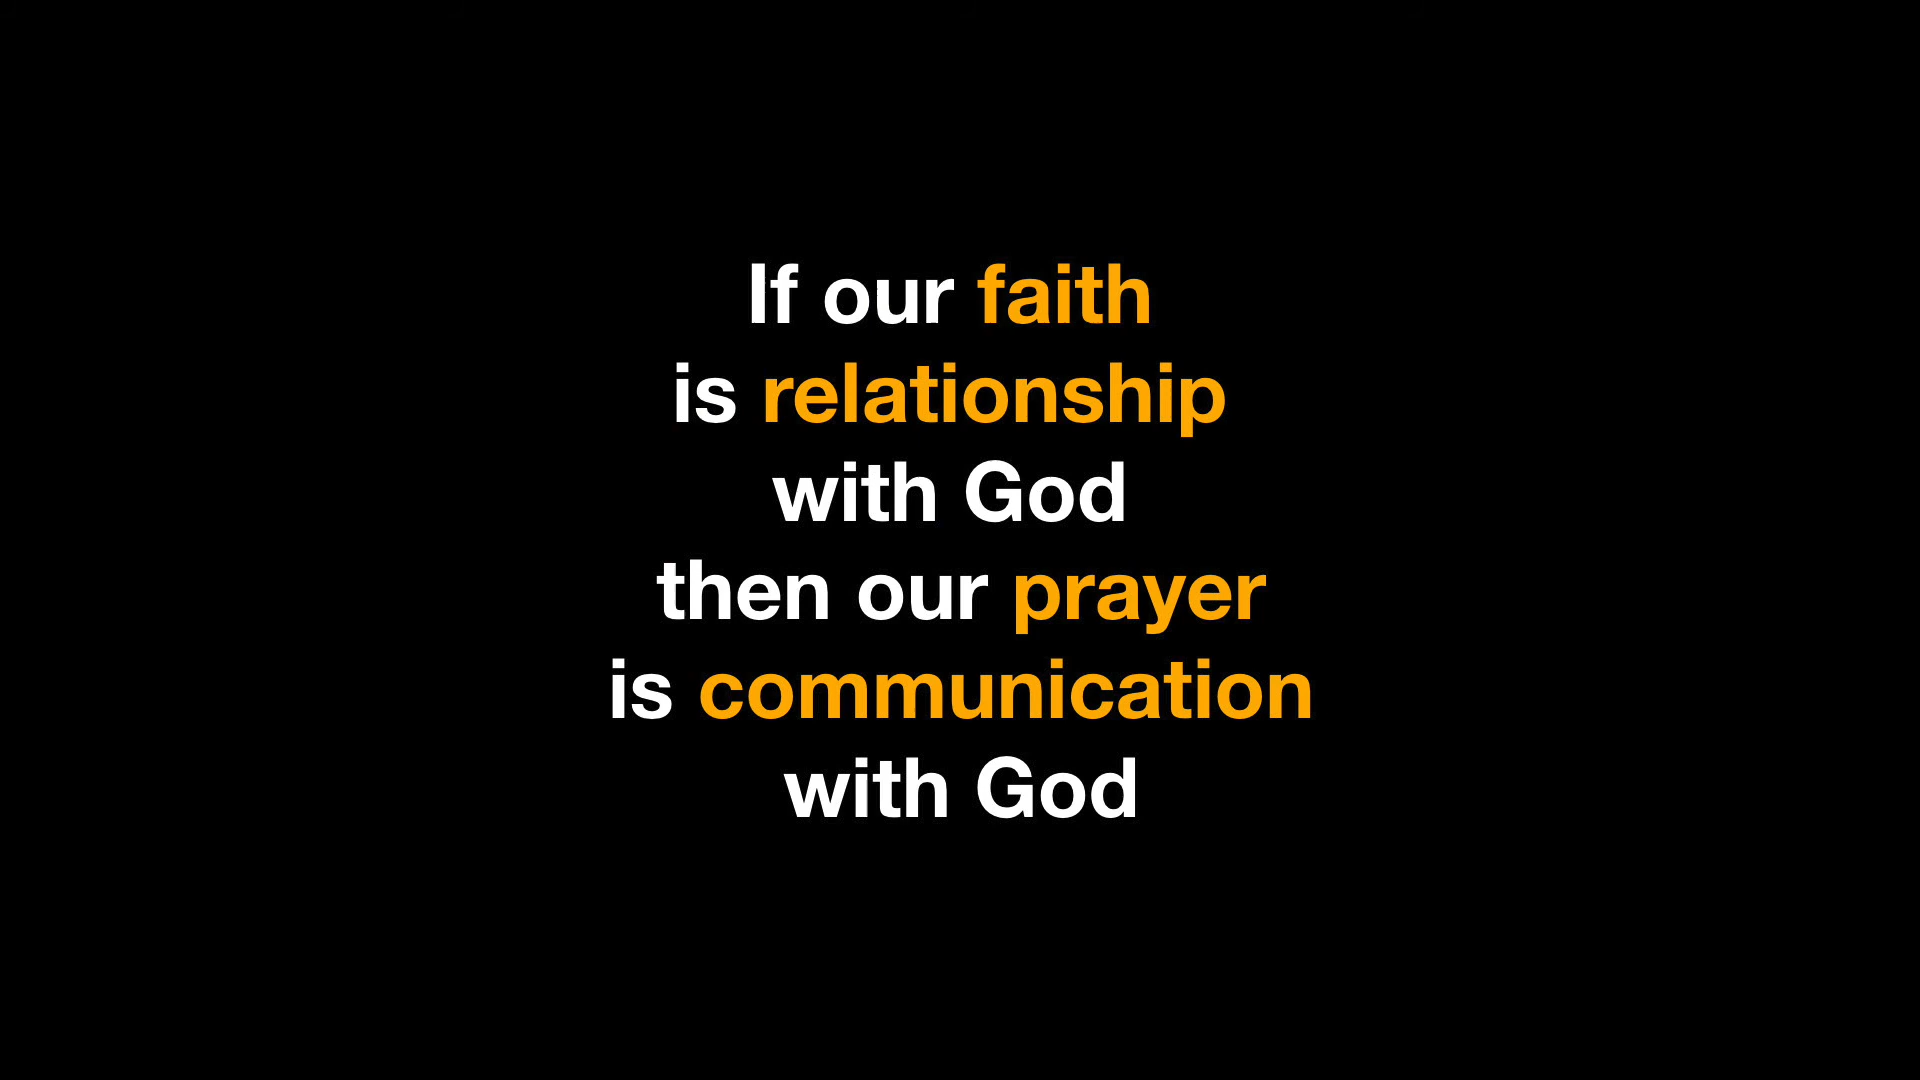 If our faith
is relationship
with God
then our prayer
is communication
with God